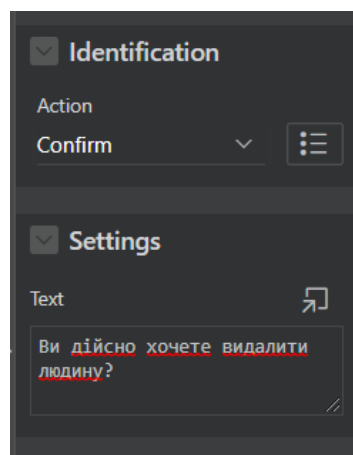 Identification
Action
Confirm
Settings
Text
Ви дійсно хочете видалити
людину?